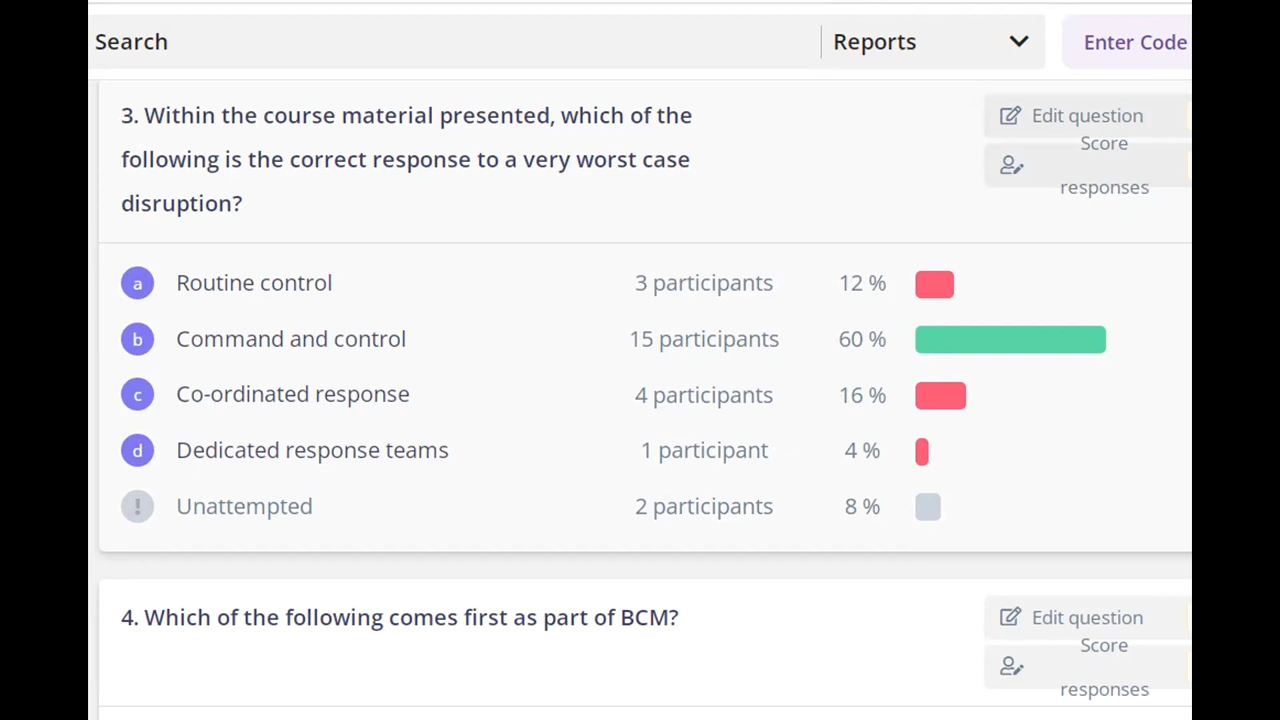 Search Reports Enter Code
3. Within the course material presented, which of the
following is the correct response to a very worst case
disruption?
Edit question
Score
responses
a Routine control 3 participants 12 %
b Command and control 15 participants 60 %
c Co-ordinated response 4 participants 16 %
d Dedicated response teams 1 participant 4 %
! Unattempted 2 participants 8 %
4. Which of the following comes first as part of BCM?
Edit question
Score
responses